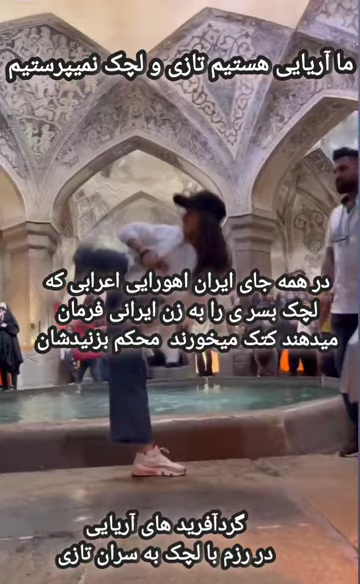 ما آریایی هستیم تازی و لچک نمیپرستیم
در همه جای ایران اهورایی اعرابی که
لچک بسر ی را به زن ایرانی فرمان
میدهند کتک میخورند محکم بزنیدشان
گردآفرید های آریایی
در رزم با لچک به سران تازی